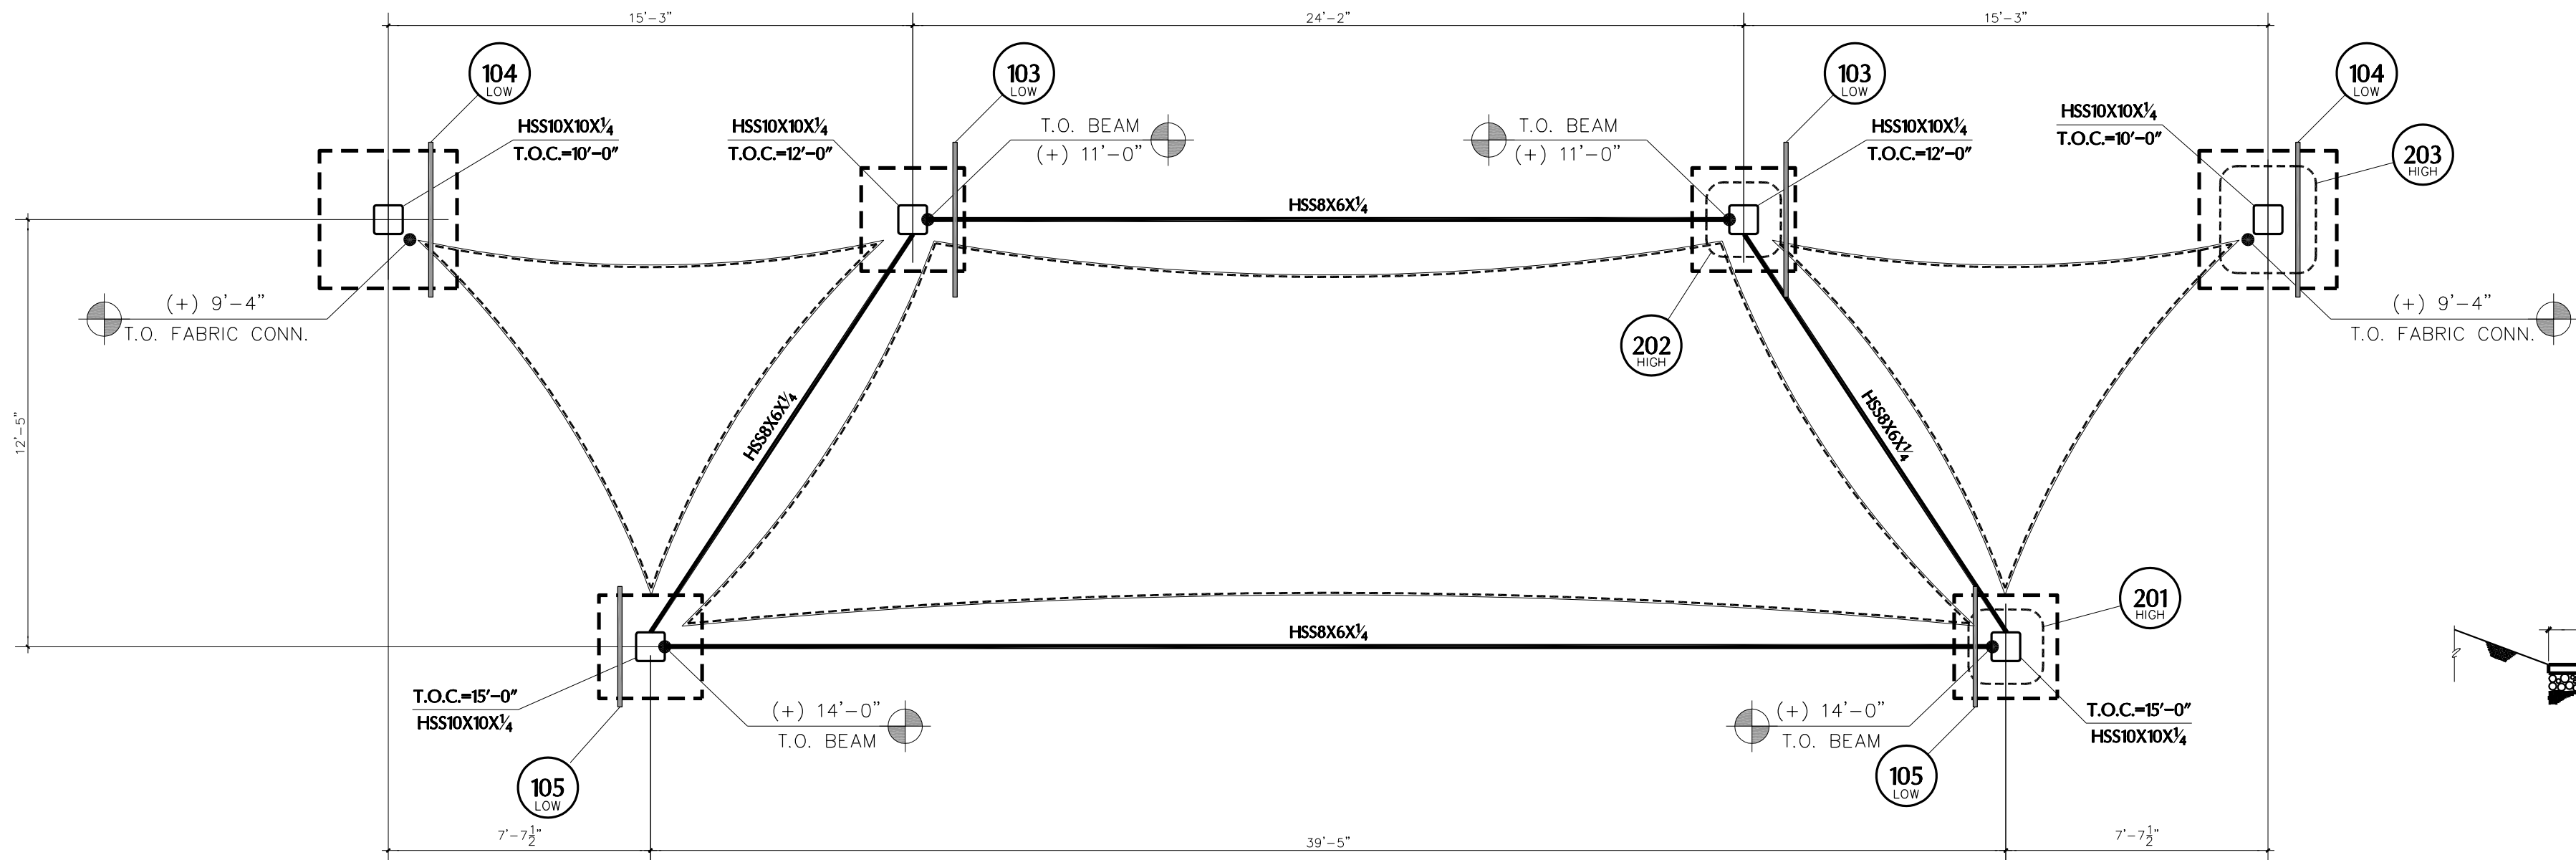 15'-3"
24'-2"
15'-3"
104
LOW
103
LOW
103
LOW
104
LOW
HSS10X10X¼
T.O.C.=10'-0"
HSS10X10X¼
T.O.C.=12'-0"
T.O. BEAM
(+) 11'-0"
T.O. BEAM
(+) 11'-0"
HSS10X10X¼
T.O.C.=12'-0"
HSS10X10X¼
T.O.C.=10'-0"
203
HIGH
HSS8X6X¼
(+) 9'-4"
T.O. FABRIC CONN.
202
HIGH
(+) 9'-4"
T.O. FABRIC CONN.
12'-5"
HSS8X6X¼
HSS8X6X¼
201
HIGH
HSS8X6X¼
T.O.C.=15'-0"
HSS10X10X¼
(+) 14'-0"
T.O. BEAM
(+) 14'-0"
T.O. BEAM
T.O.C.=15'-0"
HSS10X10X¼
105
LOW
105
LOW
7'-7½"
39'-5"
7'-7½"